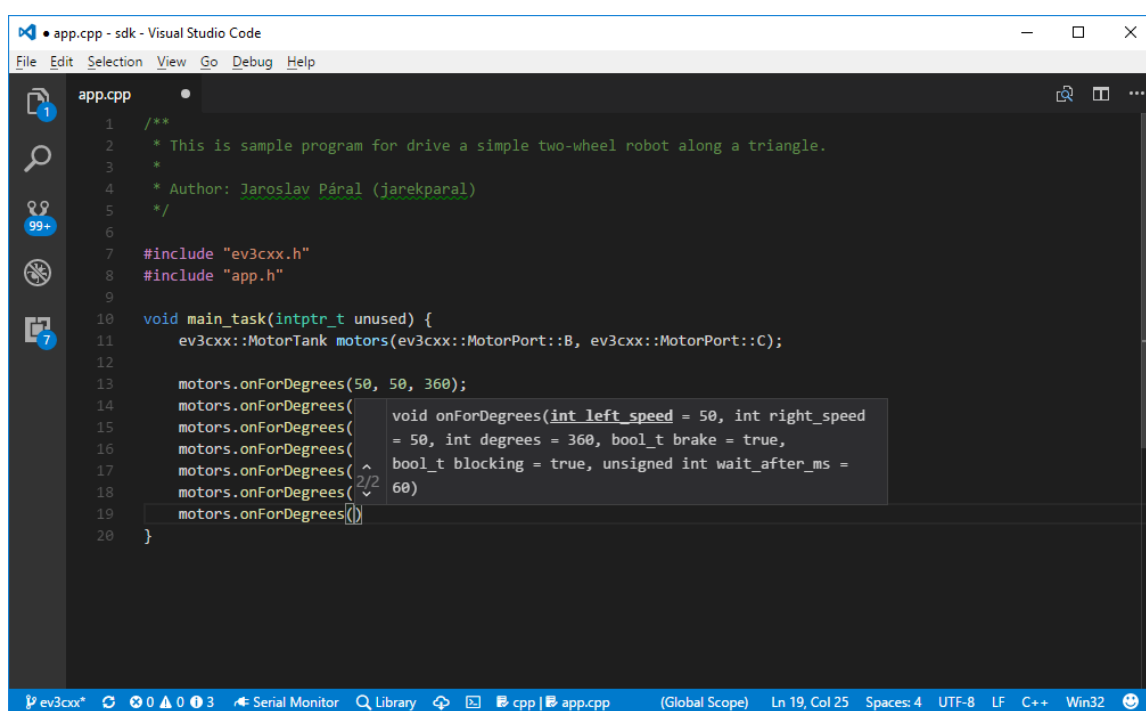 ● app.cpp - sdk - Visual Studio Code
File Edit Selection View Go Debug Help
app.cpp ●
1 /**
2 * This is sample program for drive a simple two-wheel robot along a triangle.
3 *
4 * Author: Jaroslav Páral (jarekparal)
5 */
6
7 #include "ev3cxx.h"
8 #include "app.h"
9
10 void main_task(intptr_t unused) {
11 ev3cxx::MotorTank motors(ev3cxx::MotorPort::B, ev3cxx::MotorPort::C);
12
13 motors.onForDegrees(50, 50, 360);
14 motors.onForDegrees(
15 motors.onForDegrees(
16 motors.onForDegrees(
17 motors.onForDegrees(
18 motors.onForDegrees(
19 motors.onForDegrees()
20 }
void onForDegrees(int left_speed = 50, int right_speed
= 50, int degrees = 360, bool_t brake = true,
bool_t blocking = true, unsigned int wait_after_ms =
60)
2/2
1
99+
7
ev3cxx* 0 0 3 Serial Monitor Library cpp | app.cpp (Global Scope) Ln 19, Col 25 Spaces: 4 UTF-8 LF C++ Win32